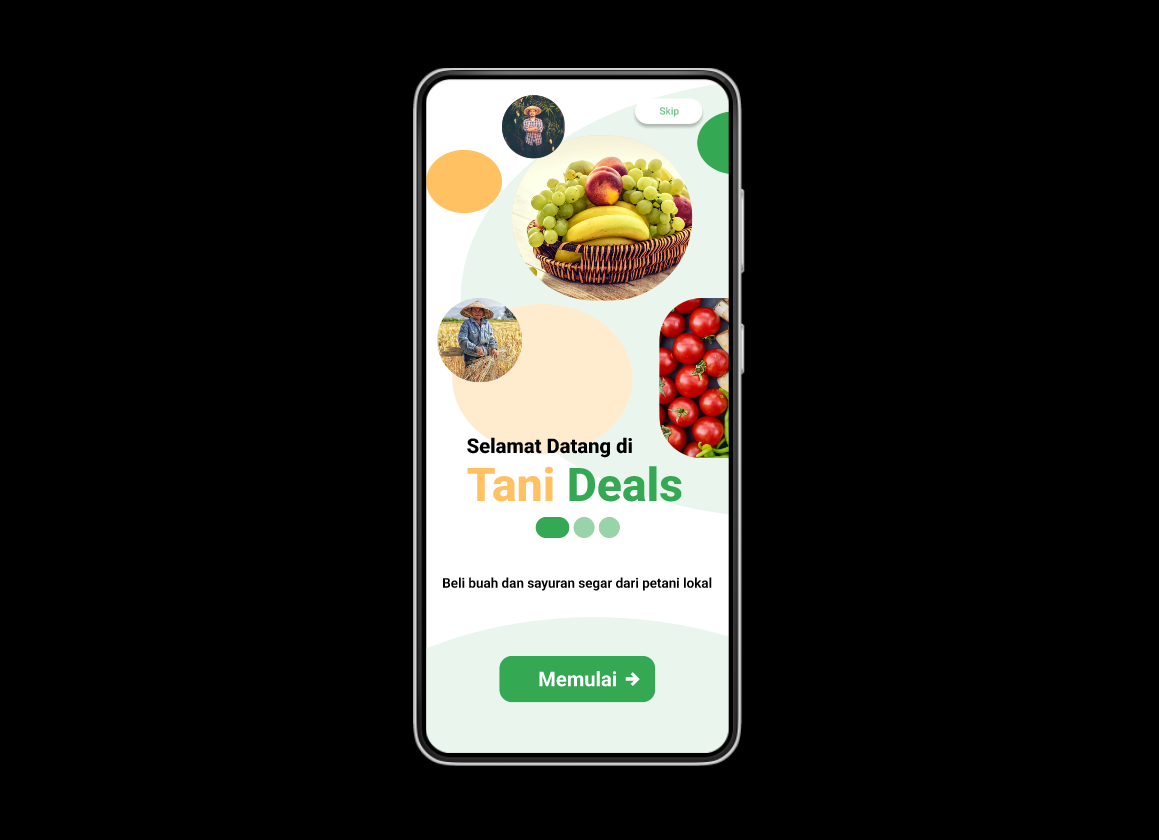 Skip
Selamat Datang di
Tani Deals
Beli buah dan sayuran segar dari petani lokal
Memulai